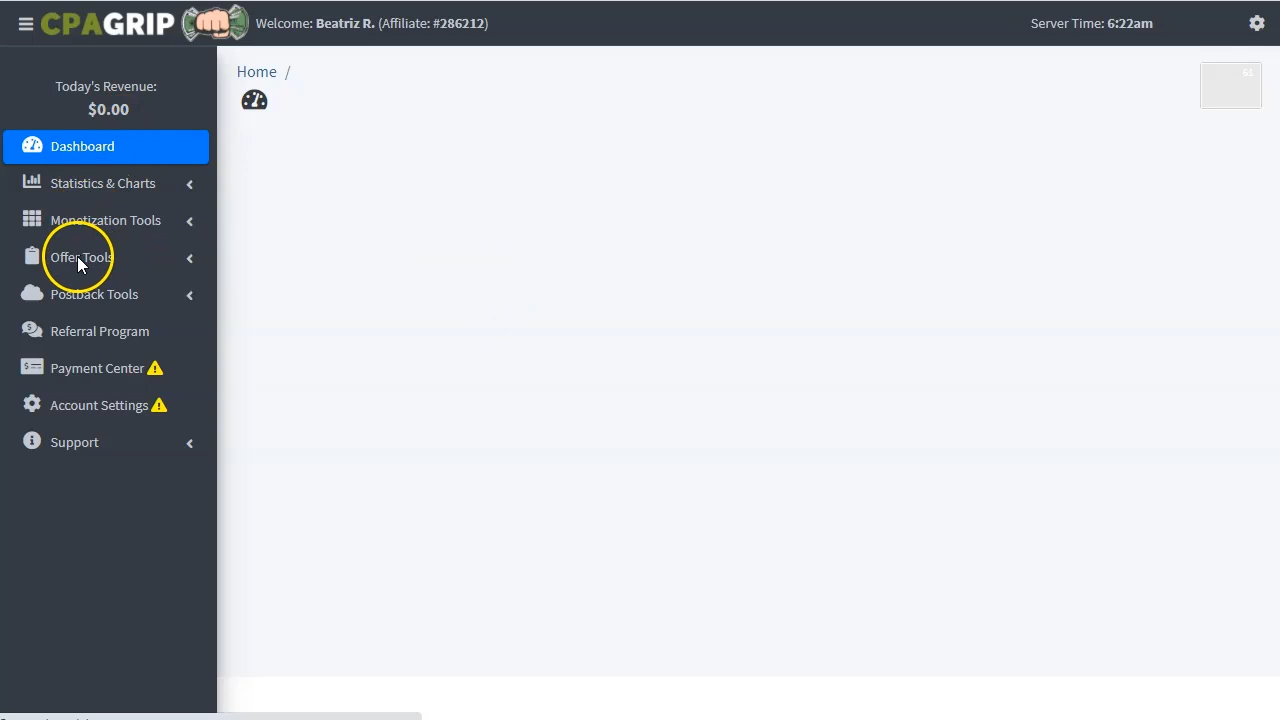 CPAGRIP Welcome: Beatriz R. (Affiliate: #286212) Server Time: 6:22am
Today's Revenue:
$0.00
Home /
Dashboard
Statistics & Charts
Monetization Tools
Offer Tools
Postback Tools
Referral Program
Payment Center
Account Settings
Support